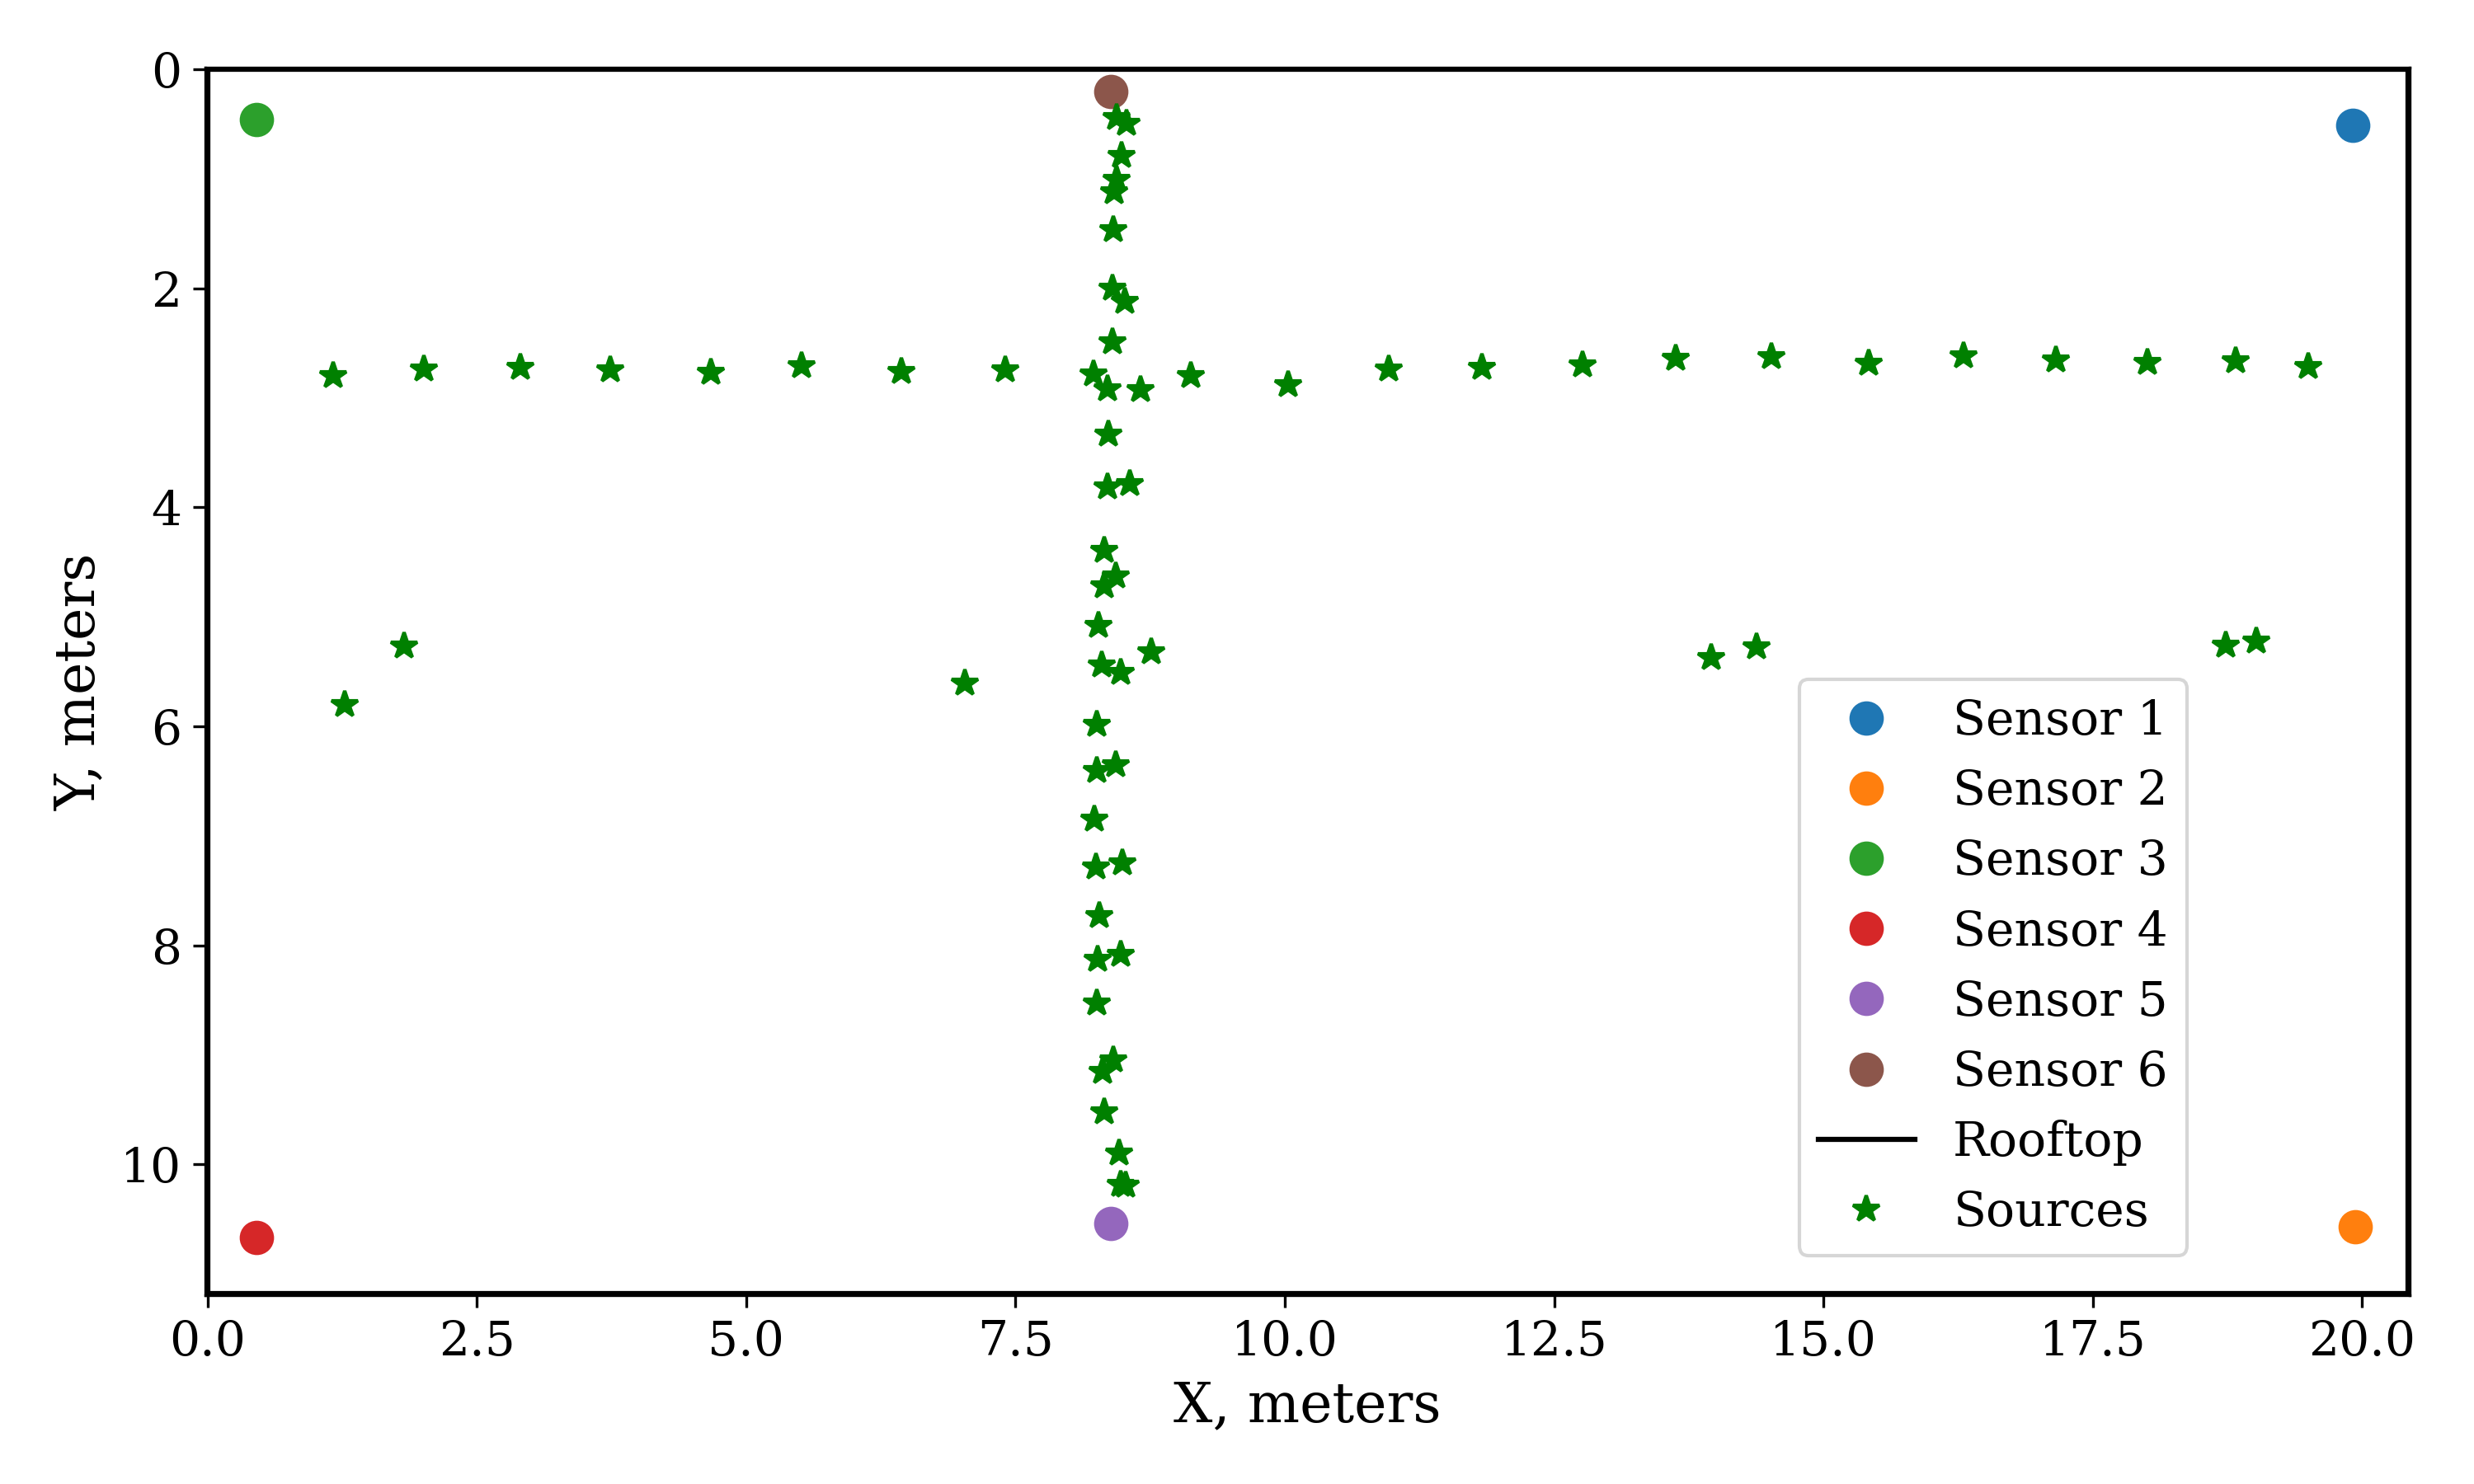 0
2
4
6
8
10
Y, meters
0.0 2.5 5.0 7.5 10.0 12.5 15.0 17.5 20.0
X, meters
Sensor 1
Sensor 2
Sensor 3
Sensor 4
Sensor 5
Sensor 6
Rooftop
Sources